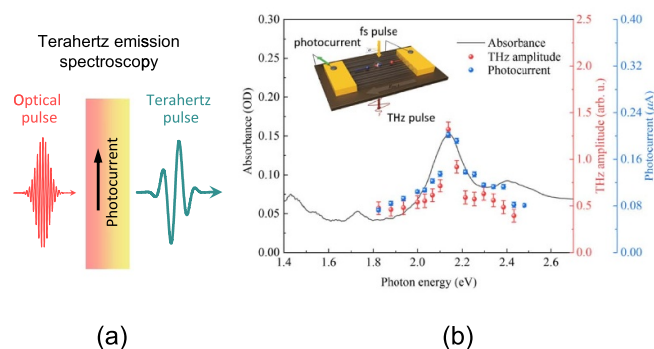 Terahertz emission
spectroscopy
Optical
pulse
Terahertz
pulse
Photocurrent
(a)
(b)
Absorbance (OD)
0.30
0.25
0.20
0.15
0.10
0.05
0.00
1.4 1.6 1.8 2.0 2.2 2.4 2.6
Photon energy (eV)
fs pulse
photocurrent
THz pulse
Absorbance
THz amplitude
Photocurrent
2.5
2.0
1.5
1.0
0.5
0.0
THz amplitude (arb. u.)
0.40
0.32
0.24
0.16
0.08
0.00
Photocurrent (μA)